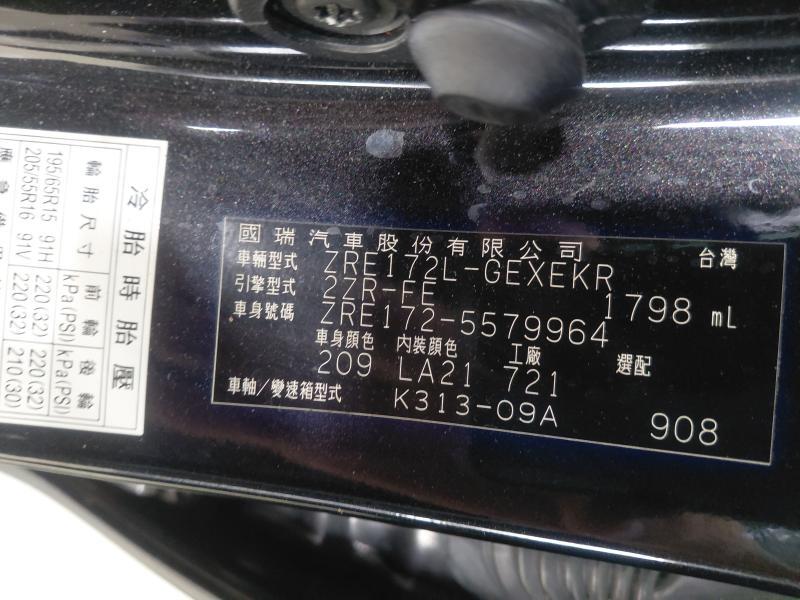 國瑞汽車股份有限公司 台灣
車輛型式 ZRE172L-GEXEKR
引擎型式 2ZR-FE 1798 mL
車身號碼 ZRE172-5579964
車身顏色 內裝顏色 工廠 選配
209 LA21 721
車軸/變速箱型式 K313-09A 908
冷胎時胎壓
輪胎尺寸 前輪 後輪
kPa(PSI) kPa(PSI)
195/65R15 91H 220(32) 220(32)
205/55R16 91V 220(32) 210(30)